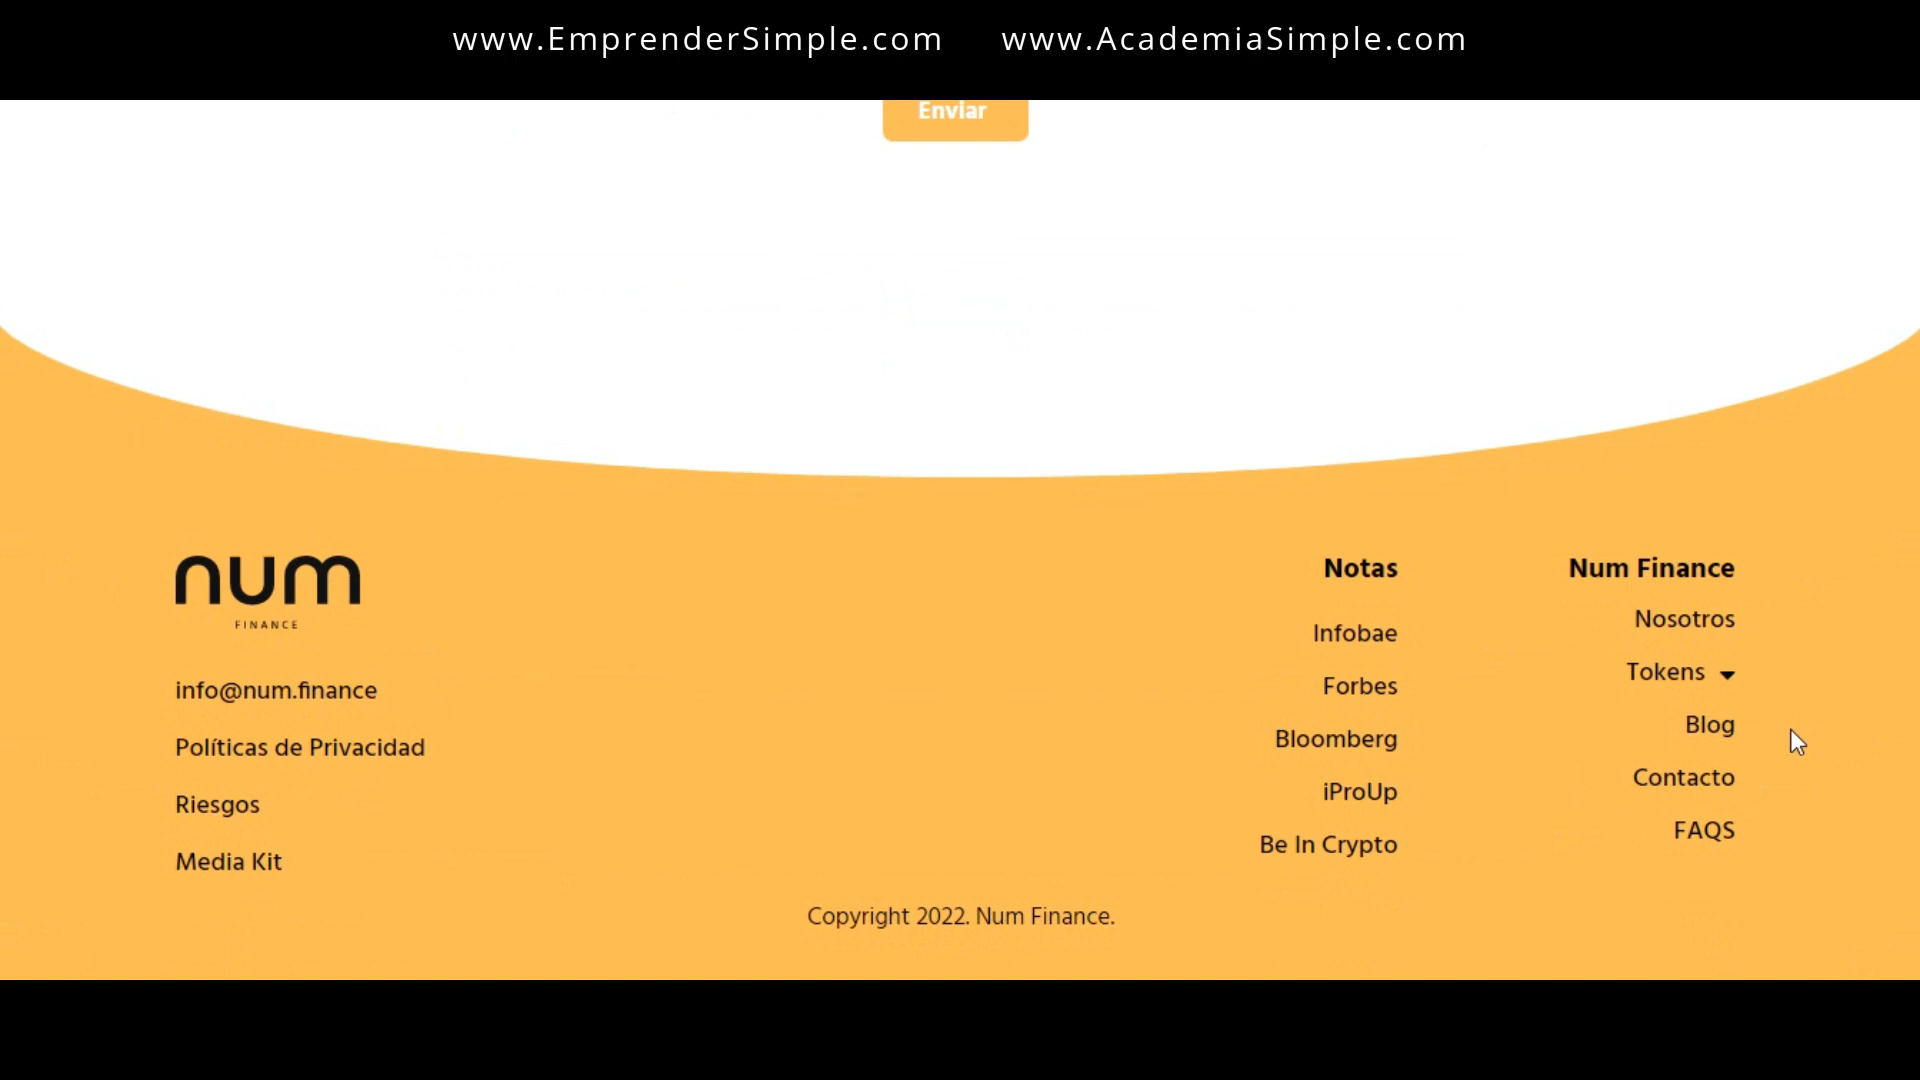 www.EmprenderSimple.com www.AcademiaSimple.com
Enviar
num
FINANCE
info@num.finance
Políticas de Privacidad
Riesgos
Media Kit
Notas
Infobae
Forbes
Bloomberg
iProUp
Be In Crypto
Num Finance
Nosotros
Tokens
Blog
Contacto
FAQS
Copyright 2022. Num Finance.